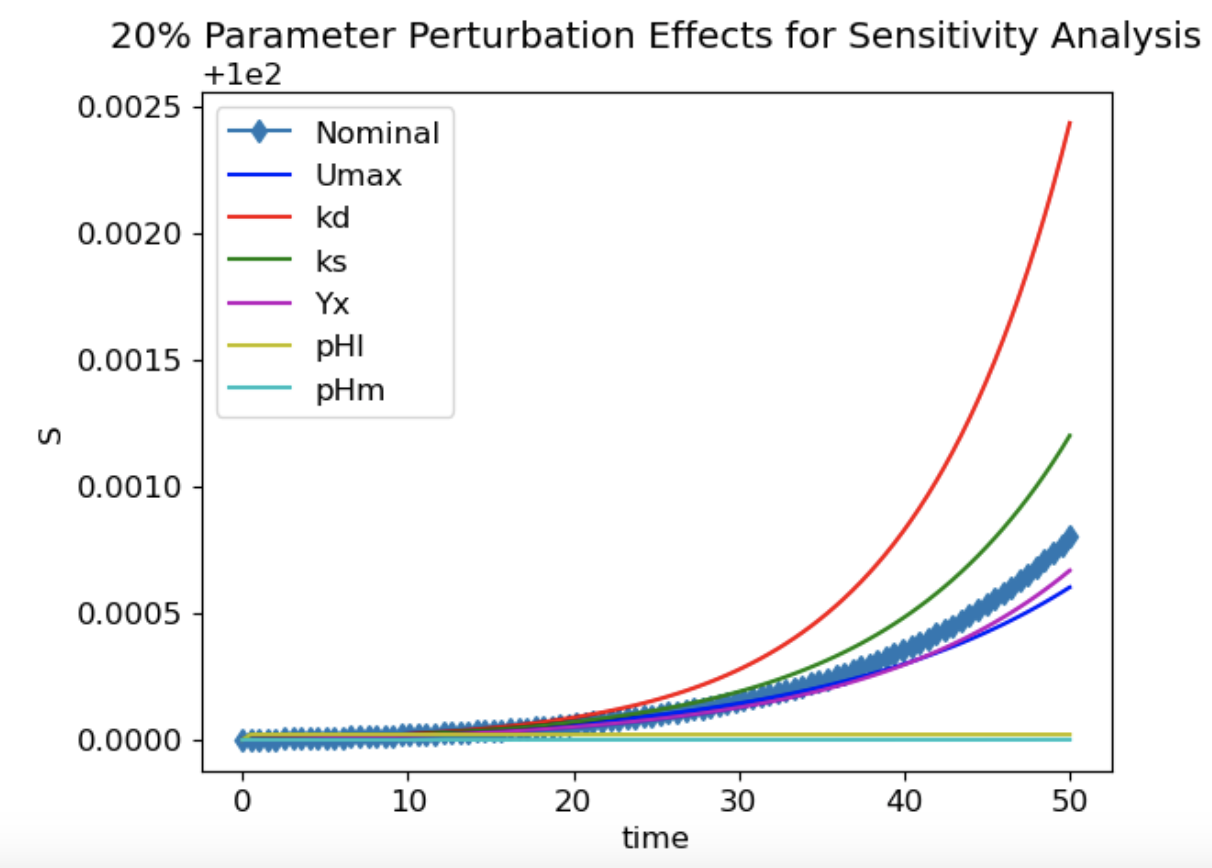 20% Parameter Perturbation Effects for Sensitivity Analysis
+1e2
0.0025
0.0020
0.0015
0.0010
0.0005
0.0000
S
Nominal
Umax
kd
ks
Yx
pHl
pHm
0 10 20 30 40 50
time